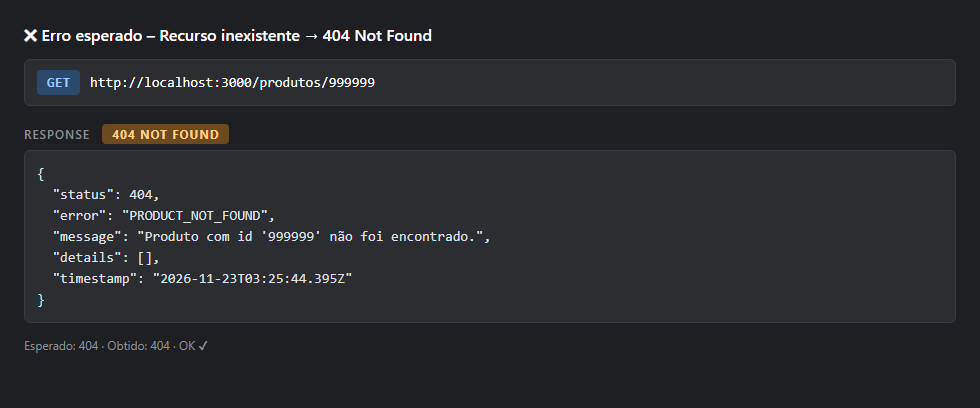 ❌ Erro esperado – Recurso inexistente → 404 Not Found
GET http://localhost:3000/produtos/999999
RESPONSE 404 NOT FOUND
{
  "status": 404,
  "error": "PRODUCT_NOT_FOUND",
  "message": "Produto com id '999999' não foi encontrado.",
  "details": [],
  "timestamp": "2026-11-23T03:25:44.395Z"
}
Esperado: 404 · Obtido: 404 · OK ✓